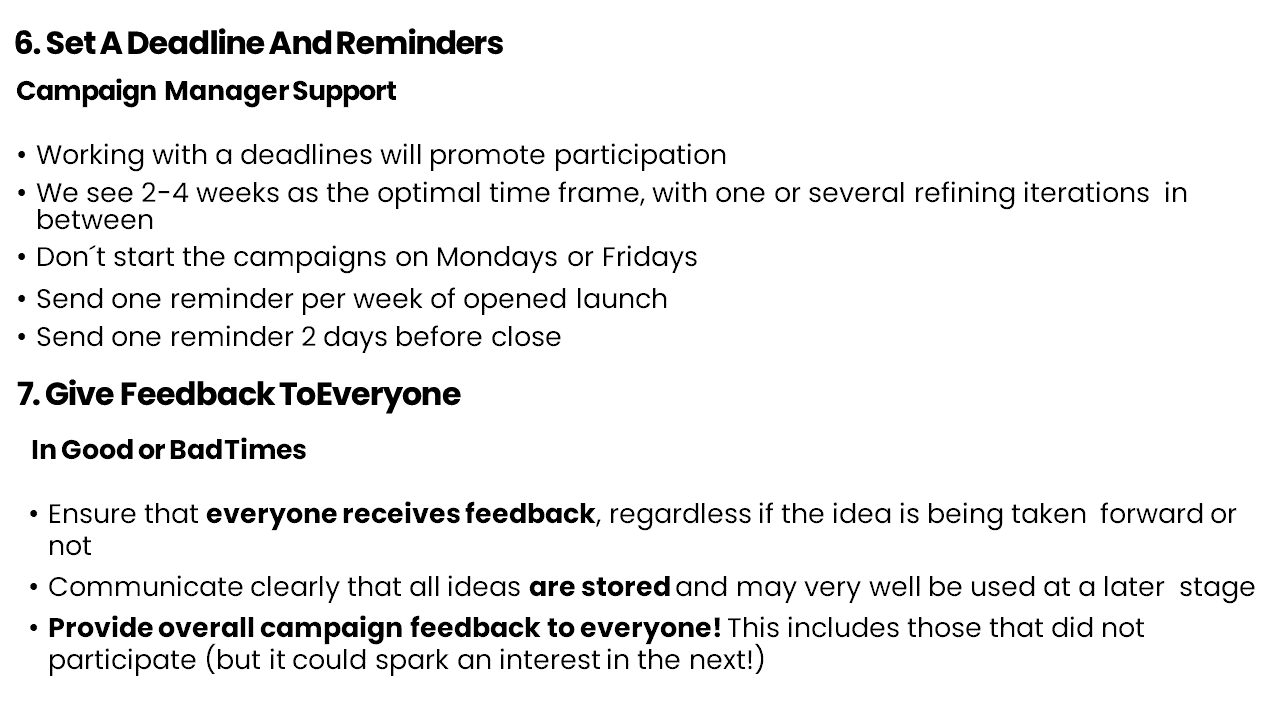 6. Set A Deadline And Reminders
Campaign Manager Support
• Working with a deadlines will promote participation
• We see 2-4 weeks as the optimal time frame, with one or several refining iterations in
between
• Don´t start the campaigns on Mondays or Fridays
• Send one reminder per week of opened launch
• Send one reminder 2 days before close
7. Give Feedback To Everyone
In Good or Bad Times
• Ensure that everyone receives feedback, regardless if the idea is being taken forward or
not
• Communicate clearly that all ideas are stored and may very well be used at a later stage
• Provide overall campaign feedback to everyone! This includes those that did not
participate (but it could spark an interest in the next!)